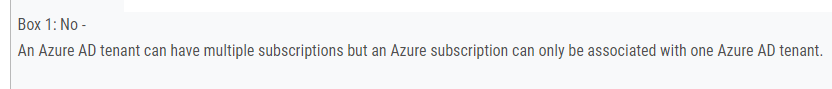 Box 1: No -
An Azure AD tenant can have multiple subscriptions but an Azure subscription can only be associated with one Azure AD tenant.